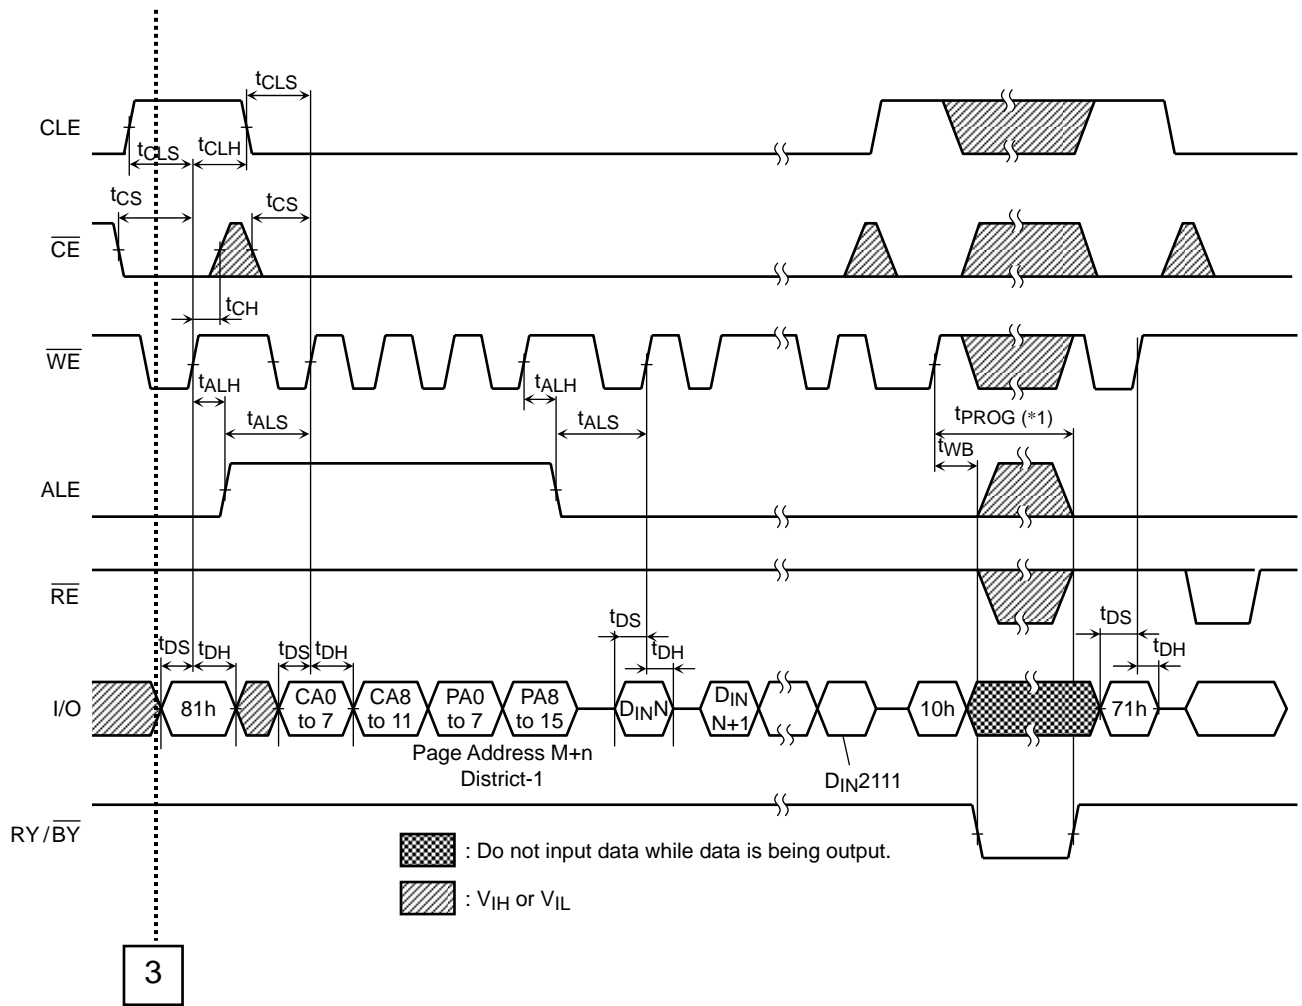 tCLS
CLE
tCLS tCLH
tCS tCS
CE
tCH
WE
tALH tALH
tALS tALS tPROG (*1)
tWB
ALE
RE
tDS tDH tDS tDH tDS tDH tDS tDH
I/O 81h CA0 to 7 CA8 to 11 PA0 to 7 PA8 to 15 DINN DIN N+1 10h 71h
Page Address M+n
District-1
DIN2111
RY/BY
: Do not input data while data is being output.
: VIH or VIL
3